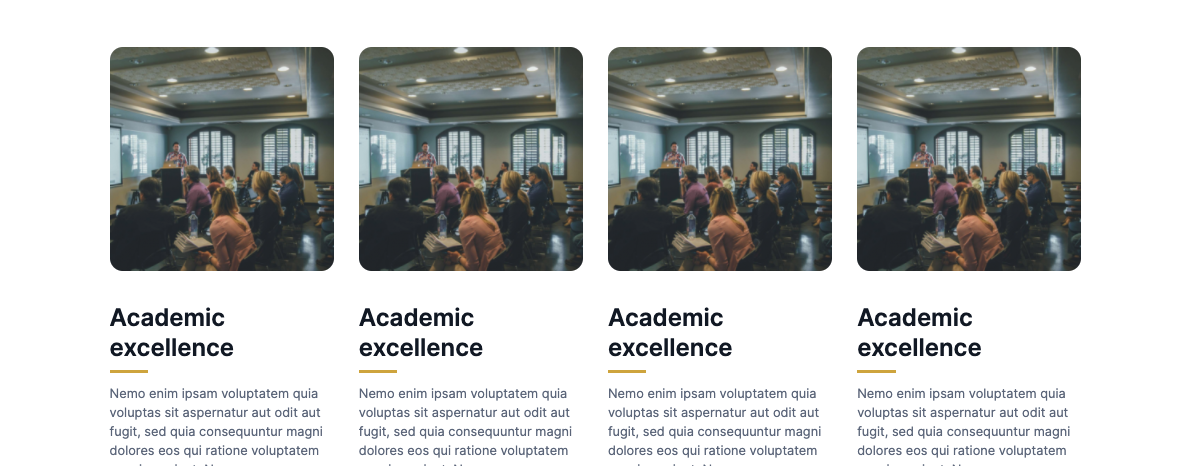 Academic
excellence
Nemo enim ipsam voluptatem quia
voluptas sit aspernatur aut odit aut
fugit, sed quia consequuntur magni
dolores eos qui ratione voluptatem
Academic
excellence
Nemo enim ipsam voluptatem quia
voluptas sit aspernatur aut odit aut
fugit, sed quia consequuntur magni
dolores eos qui ratione voluptatem
Academic
excellence
Nemo enim ipsam voluptatem quia
voluptas sit aspernatur aut odit aut
fugit, sed quia consequuntur magni
dolores eos qui ratione voluptatem
Academic
excellence
Nemo enim ipsam voluptatem quia
voluptas sit aspernatur aut odit aut
fugit, sed quia consequuntur magni
dolores eos qui ratione voluptatem